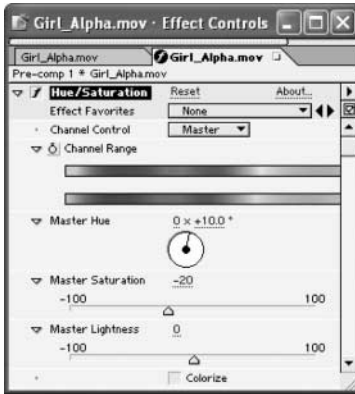 Girl_Alpha.mov · Effect Controls
Girl_Alpha.mov
Girl_Alpha.mov
Pre-comp 1 * Girl_Alpha.mov
Hue/Saturation Reset About...
Effect Favorites None
Channel Control Master
Channel Range
Master Hue 0 x +10.0 °
Master Saturation -20
-100 100
Master Lightness 0
-100 100
Colorize